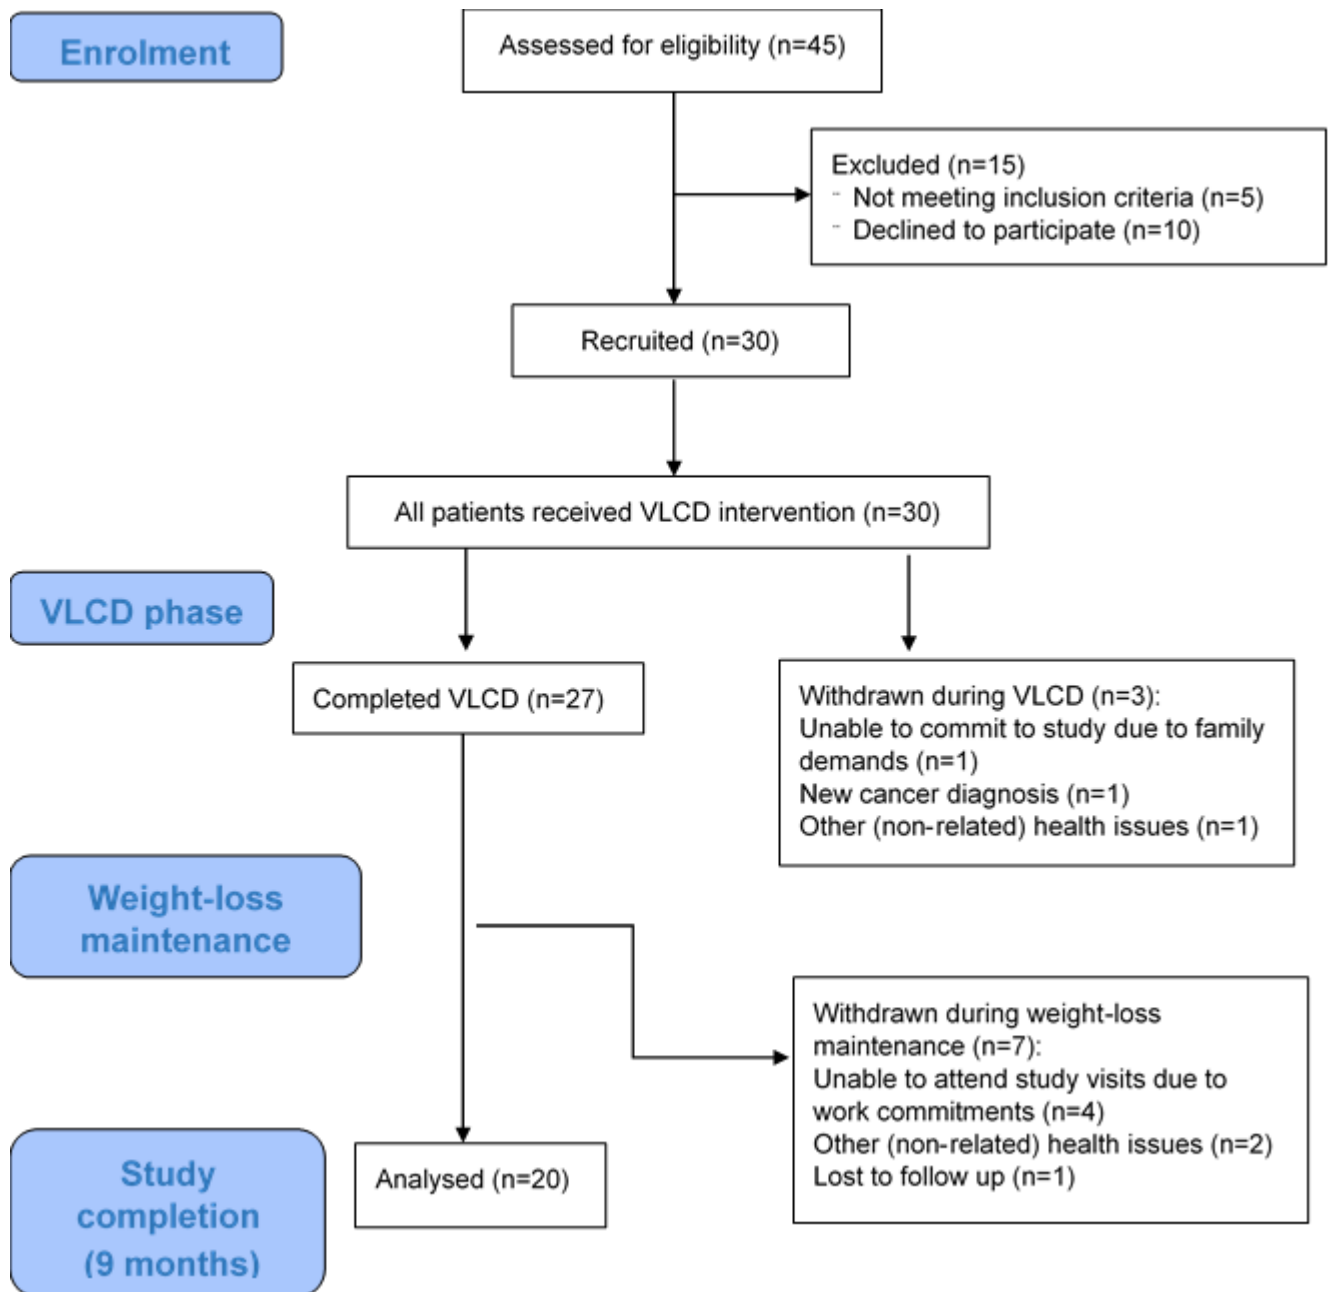 Enrolment
Assessed for eligibility (n=45)
Excluded (n=15)
¨ Not meeting inclusion criteria (n=5)
¨ Declined to participate (n=10)
Recruited (n=30)
All patients received VLCD intervention (n=30)
VLCD phase
Completed VLCD (n=27)
Withdrawn during VLCD (n=3):
Unable to commit to study due to family
demands (n=1)
New cancer diagnosis (n=1)
Other (non-related) health issues (n=1)
Weight-loss
maintenance
Withdrawn during weight-loss
maintenance (n=7):
Unable to attend study visits due to
work commitments (n=4)
Other (non-related) health issues (n=2)
Lost to follow up (n=1)
Study
completion
(9 months)
Analysed (n=20)